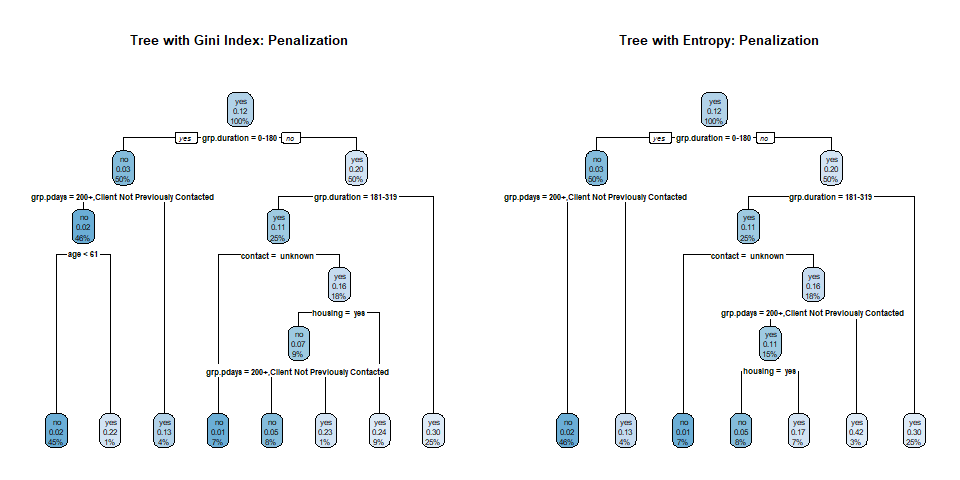 Tree with Gini Index: Penalization
yes
0.12
100%
yes grp.duration = 0-180 no
no
0.03
50%
yes
0.20
50%
grp.pdays = 200+,Client Not Previously Contacted
grp.duration = 181-319
no
0.02
46%
yes
0.11
25%
age < 61
contact = unknown
yes
0.16
18%
housing = yes
no
0.07
9%
grp.pdays = 200+,Client Not Previously Contacted
no
0.02
45%
yes
0.22
1%
yes
0.13
4%
no
0.01
7%
no
0.05
8%
yes
0.23
1%
yes
0.24
9%
yes
0.30
25%
Tree with Entropy: Penalization
yes
0.12
100%
yes grp.duration = 0-180 no
no
0.03
50%
yes
0.20
50%
grp.pdays = 200+,Client Not Previously Contacted
grp.duration = 181-319
yes
0.11
25%
contact = unknown
yes
0.16
18%
grp.pdays = 200+,Client Not Previously Contacted
yes
0.11
15%
housing = yes
no
0.02
46%
yes
0.13
4%
no
0.01
7%
no
0.05
8%
yes
0.17
7%
yes
0.42
3%
yes
0.30
25%